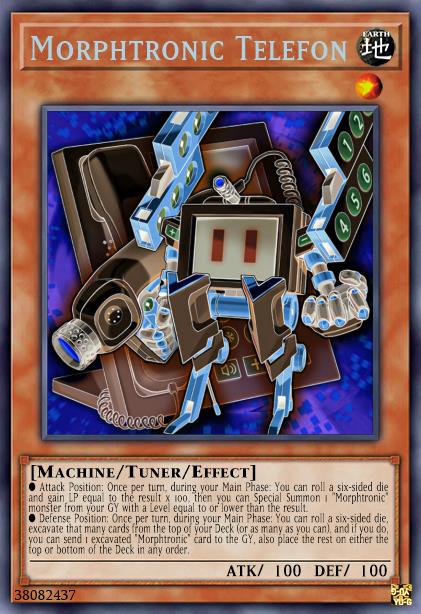 MORPHTRONIC TELEFON
EARTH
地
1 2
4 5
4 6
[MACHINE/TUNER/EFFECT]
● Attack Position: Once per turn, during your Main Phase: You can roll a six-sided die
and gain LP equal to the result x 100, then you can Special Summon 1 "Morphtronic"
monster from your GY with a Level equal to or lower than the result.
● Defense Position: Once per turn, during your Main Phase: You can roll a six-sided die,
excavate that many cards from the top of your Deck (or as many as you can), and if you do,
you can send 1 excavated "Morphtronic" card to the GY, also place the rest on either the
top or bottom of the Deck in any order.
ATK/ 100 DEF/ 100
38082437